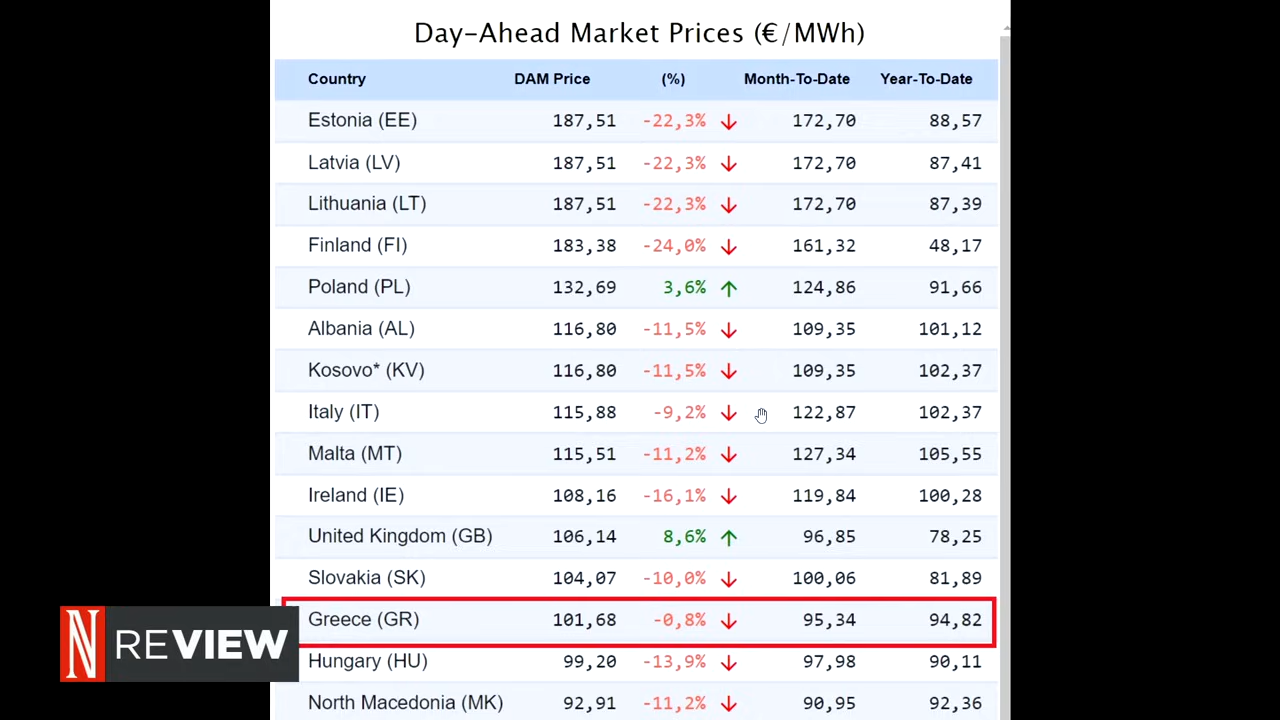 Day-Ahead Market Prices (€/MWh)
Country DAM Price (%) Month-To-Date Year-To-Date
Estonia (EE) 187,51 -22,3% ↓ 172,70 88,57
Latvia (LV) 187,51 -22,3% ↓ 172,70 87,41
Lithuania (LT) 187,51 -22,3% ↓ 172,70 87,39
Finland (FI) 183,38 -24,0% ↓ 161,32 48,17
Poland (PL) 132,69 3,6% ↑ 124,86 91,66
Albania (AL) 116,80 -11,5% ↓ 109,35 101,12
Kosovo* (KV) 116,80 -11,5% ↓ 109,35 102,37
Italy (IT) 115,88 -9,2% ↓ 122,87 102,37
Malta (MT) 115,51 -11,2% ↓ 127,34 105,55
Ireland (IE) 108,16 -16,1% ↓ 119,84 100,28
United Kingdom (GB) 106,14 8,6% ↑ 96,85 78,25
Slovakia (SK) 104,07 -10,0% ↓ 100,06 81,89
Greece (GR) 101,68 -0,8% ↓ 95,34 94,82
Hungary (HU) 99,20 -13,9% ↓ 97,98 90,11
North Macedonia (MK) 92,91 -11,2% ↓ 90,95 92,36
N REVIEW